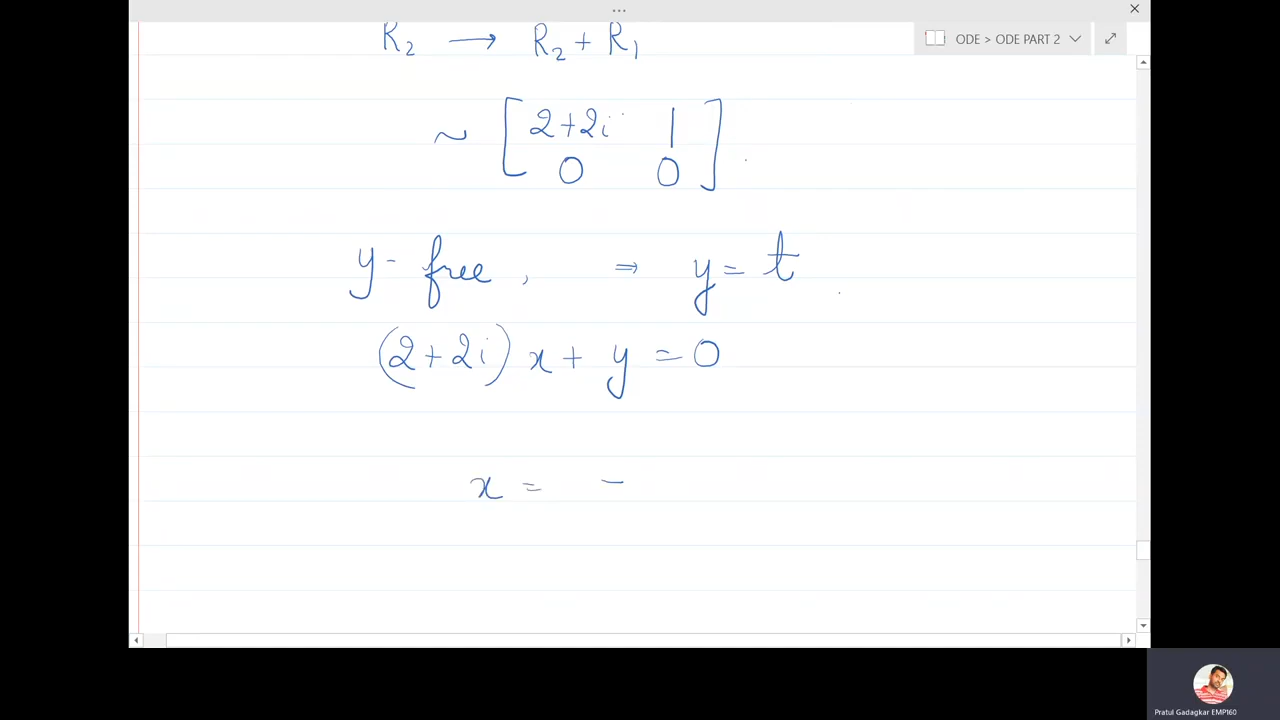 ...
ODE > ODE PART 2
R₂ → R₂ + R₁
~ [ 2+2i 1
0 0 ]
y - free , ⇒ y = t
(2+2i) x + y = 0
x = -
Pratul Gadagkar EMP160